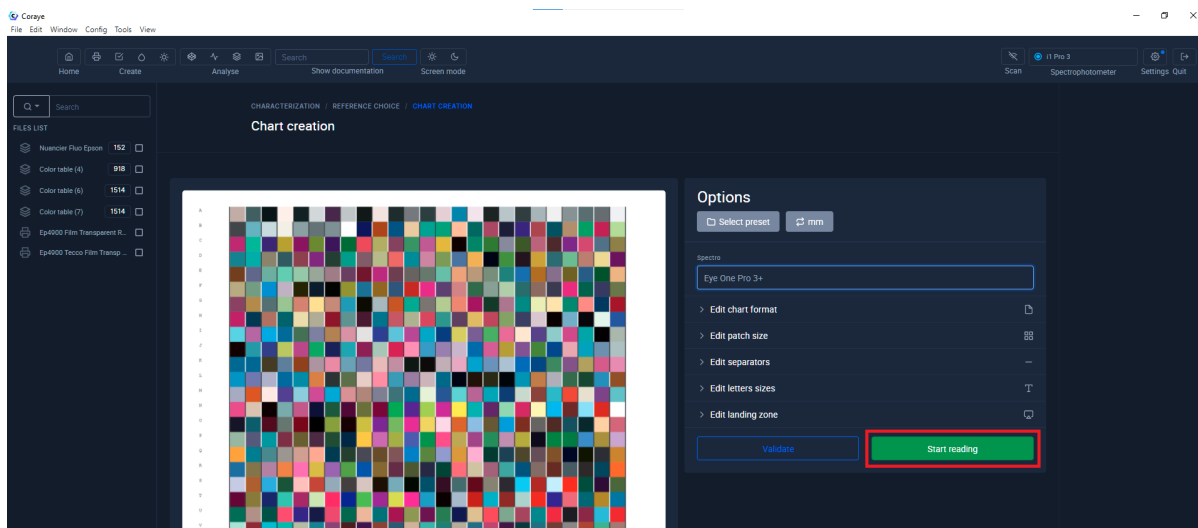 Coraye
File Edit Window Config Tools View
Search Search
Home Create Analyse Show documentation Screen mode
i1 Pro 3
Scan Spectrophotometer Settings Quit
Search
FILES LIST
Nuancier Fluo Epson 152
Color table (4) 918
Color table (6) 1514
Color table (7) 1514
Ep4900 Film Transparent R...
Ep4900 Tecco Film Transp ...
CHARACTERIZATION / REFERENCE CHOICE / CHART CREATION
Chart creation
Options
Select preset mm
Spectro
Eye One Pro 3+
> Edit chart format
> Edit patch size
> Edit separators
> Edit letters sizes
> Edit landing zone
Validate Start reading